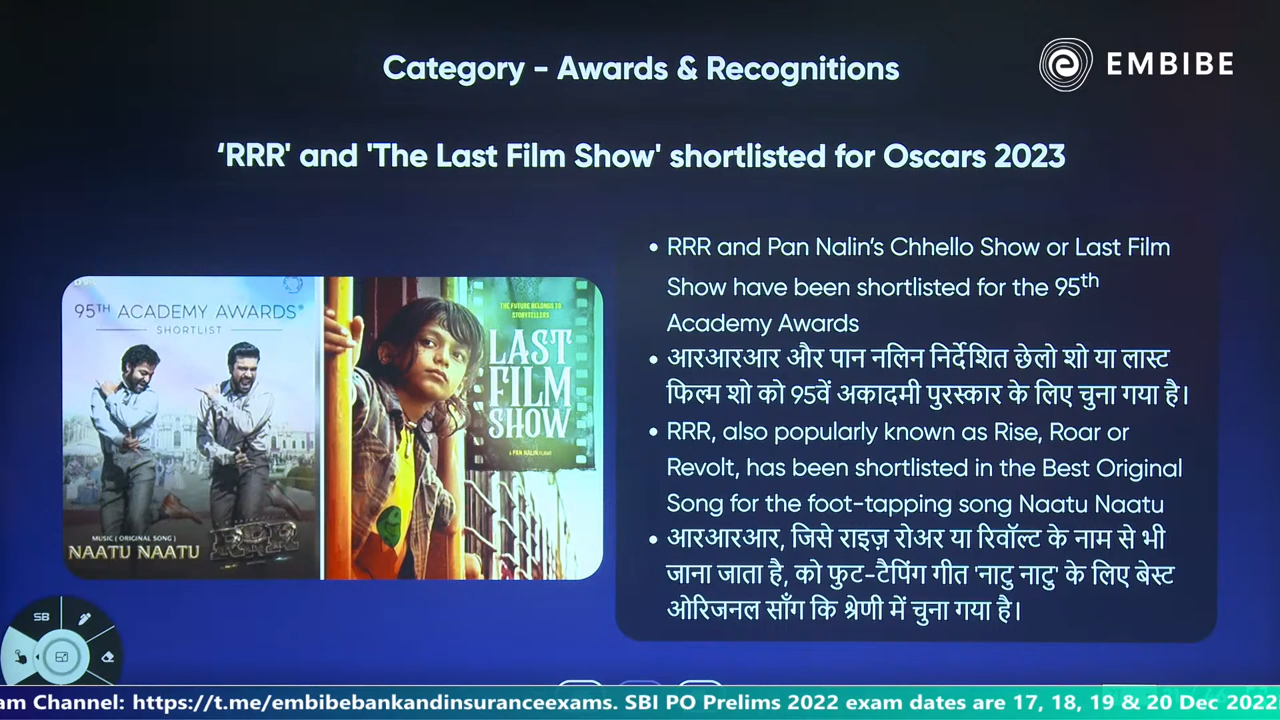 Category - Awards & Recognitions
EMBIBE
‘RRR' and 'The Last Film Show' shortlisted for Oscars 2023
95TH ACADEMY AWARDS
SHORTLIST
MUSIC ( ORIGINAL SONG )
NAATU NAATU
RRR
THE FUTURE BELONGS TO
STORYTELLERS
LAST
FILM
SHOW
A PAN NALIN
• RRR and Pan Nalin’s Chhello Show or Last Film
Show have been shortlisted for the 95th
Academy Awards
• आरआरआर और पान नलिन निर्देशित छेलो शो या लास्ट
फिल्म शो को 95वें अकादमी पुरस्कार के लिए चुना गया है।
• RRR, also popularly known as Rise, Roar or
Revolt, has been shortlisted in the Best Original
Song for the foot-tapping song Naatu Naatu
• आरआरआर, जिसे राइज़ रोअर या रिवॉल्ट के नाम से भी
जाना जाता है, को फुट-टैपिंग गीत 'नाटु नाटु' के लिए बेस्ट
ओरिजनल साँग कि श्रेणी में चुना गया है।
SB
am Channel: https://t.me/embibebankandinsuranceexams. SBI PO Prelims 2022 exam dates are 17, 18, 19 & 20 Dec 2022